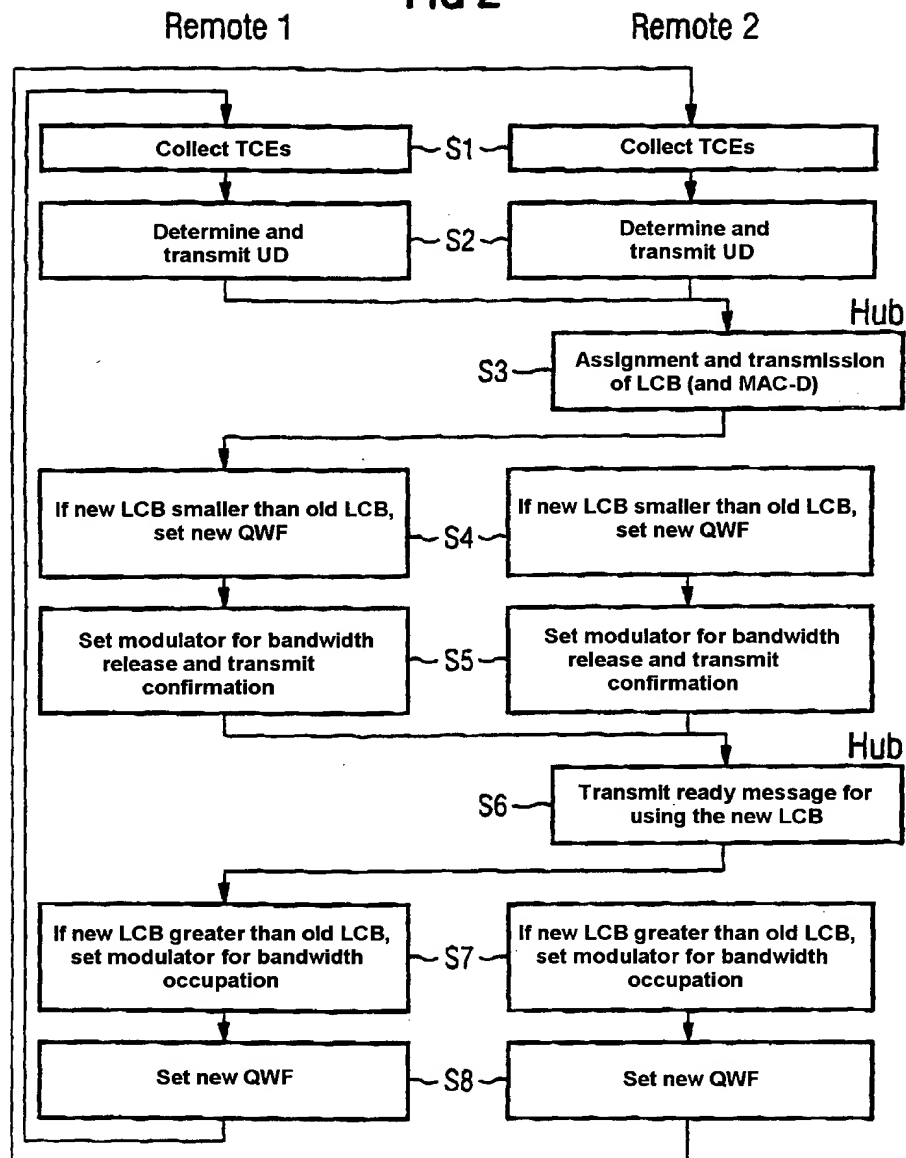 FIG 2
Remote 1
Remote 2
Collect TCEs
S1
Collect TCEs
Determine and
transmit UD
S2
Determine and
transmit UD
Hub
S3
Assignment and transmission
of LCB (and MAC-D)
If new LCB smaller than old LCB,
set new QWF
S4
If new LCB smaller than old LCB,
set new QWF
Set modulator for bandwidth
release and transmit
confirmation
S5
Set modulator for bandwidth
release and transmit
confirmation
Hub
S6
Transmit ready message for
using the new LCB
If new LCB greater than old LCB,
set modulator for bandwidth
occupation
S7
If new LCB greater than old LCB,
set modulator for bandwidth
occupation
Set new QWF
S8
Set new QWF